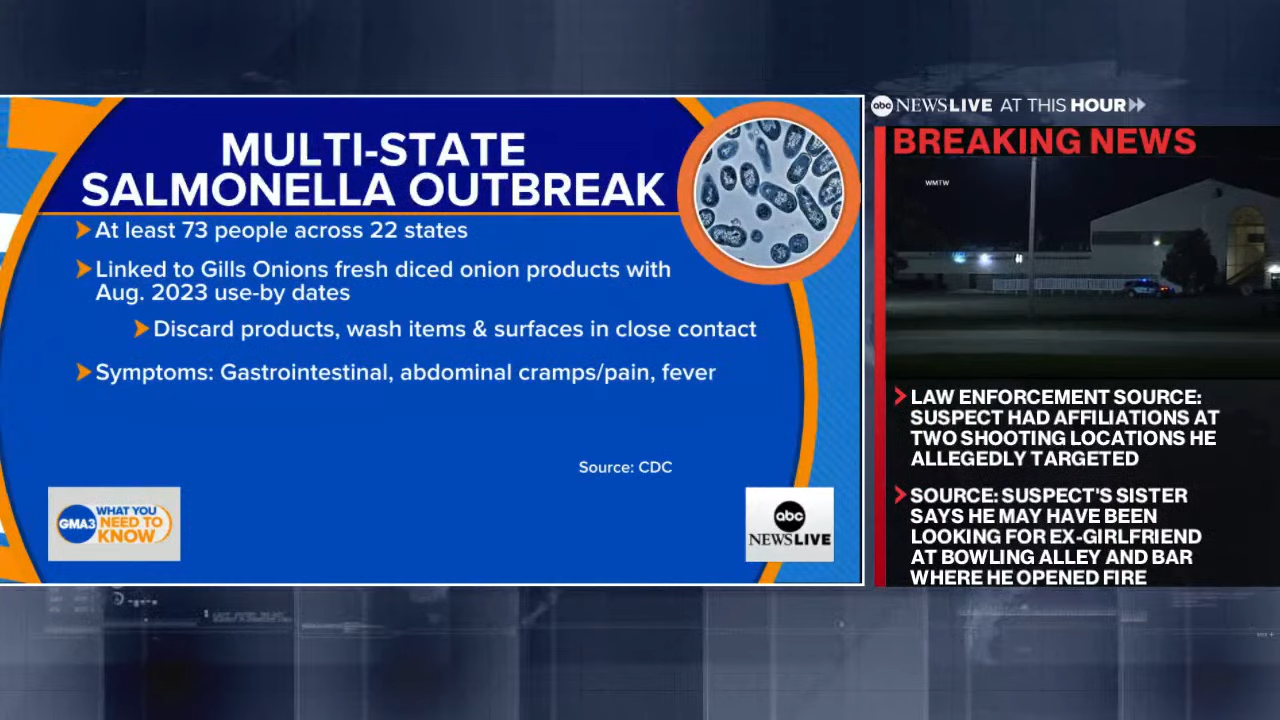 MULTI-STATE
SALMONELLA OUTBREAK
At least 73 people across 22 states
Linked to Gills Onions fresh diced onion products with
Aug. 2023 use-by dates
Discard products, wash items & surfaces in close contact
Symptoms: Gastrointestinal, abdominal cramps/pain, fever
Source: CDC
GMA3
WHAT YOU
NEED TO
KNOW
abc
NEWSLIVE
abc NEWSLIVE AT THIS HOUR
BREAKING NEWS
WMTW
LAW ENFORCEMENT SOURCE:
SUSPECT HAD AFFILIATIONS AT
TWO SHOOTING LOCATIONS HE
ALLEGEDLY TARGETED
SOURCE: SUSPECT'S SISTER
SAYS HE MAY HAVE BEEN
LOOKING FOR EX-GIRLFRIEND
AT BOWLING ALLEY AND BAR
WHERE HE OPENED FIRE